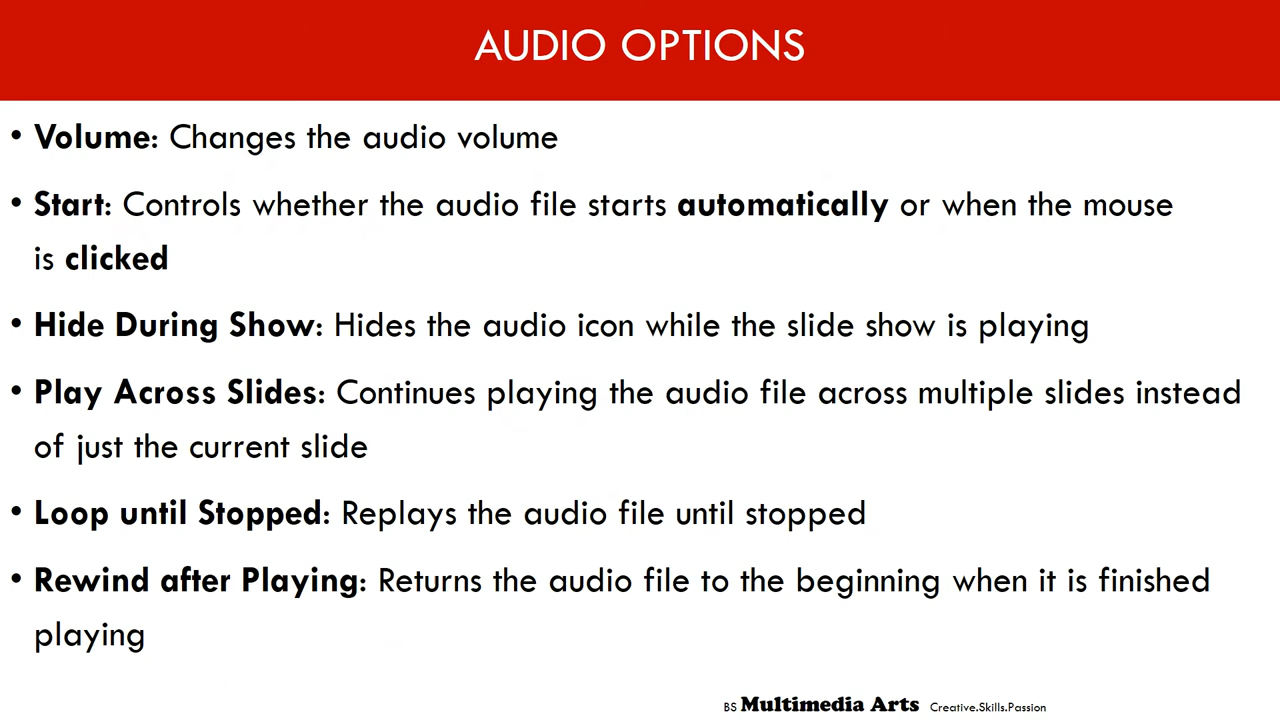 AUDIO OPTIONS
• Volume: Changes the audio volume
• Start: Controls whether the audio file starts automatically or when the mouse
is clicked
• Hide During Show: Hides the audio icon while the slide show is playing
• Play Across Slides: Continues playing the audio file across multiple slides instead
of just the current slide
• Loop until Stopped: Replays the audio file until stopped
• Rewind after Playing: Returns the audio file to the beginning when it is finished
playing
BS Multimedia Arts Creative.Skills.Passion